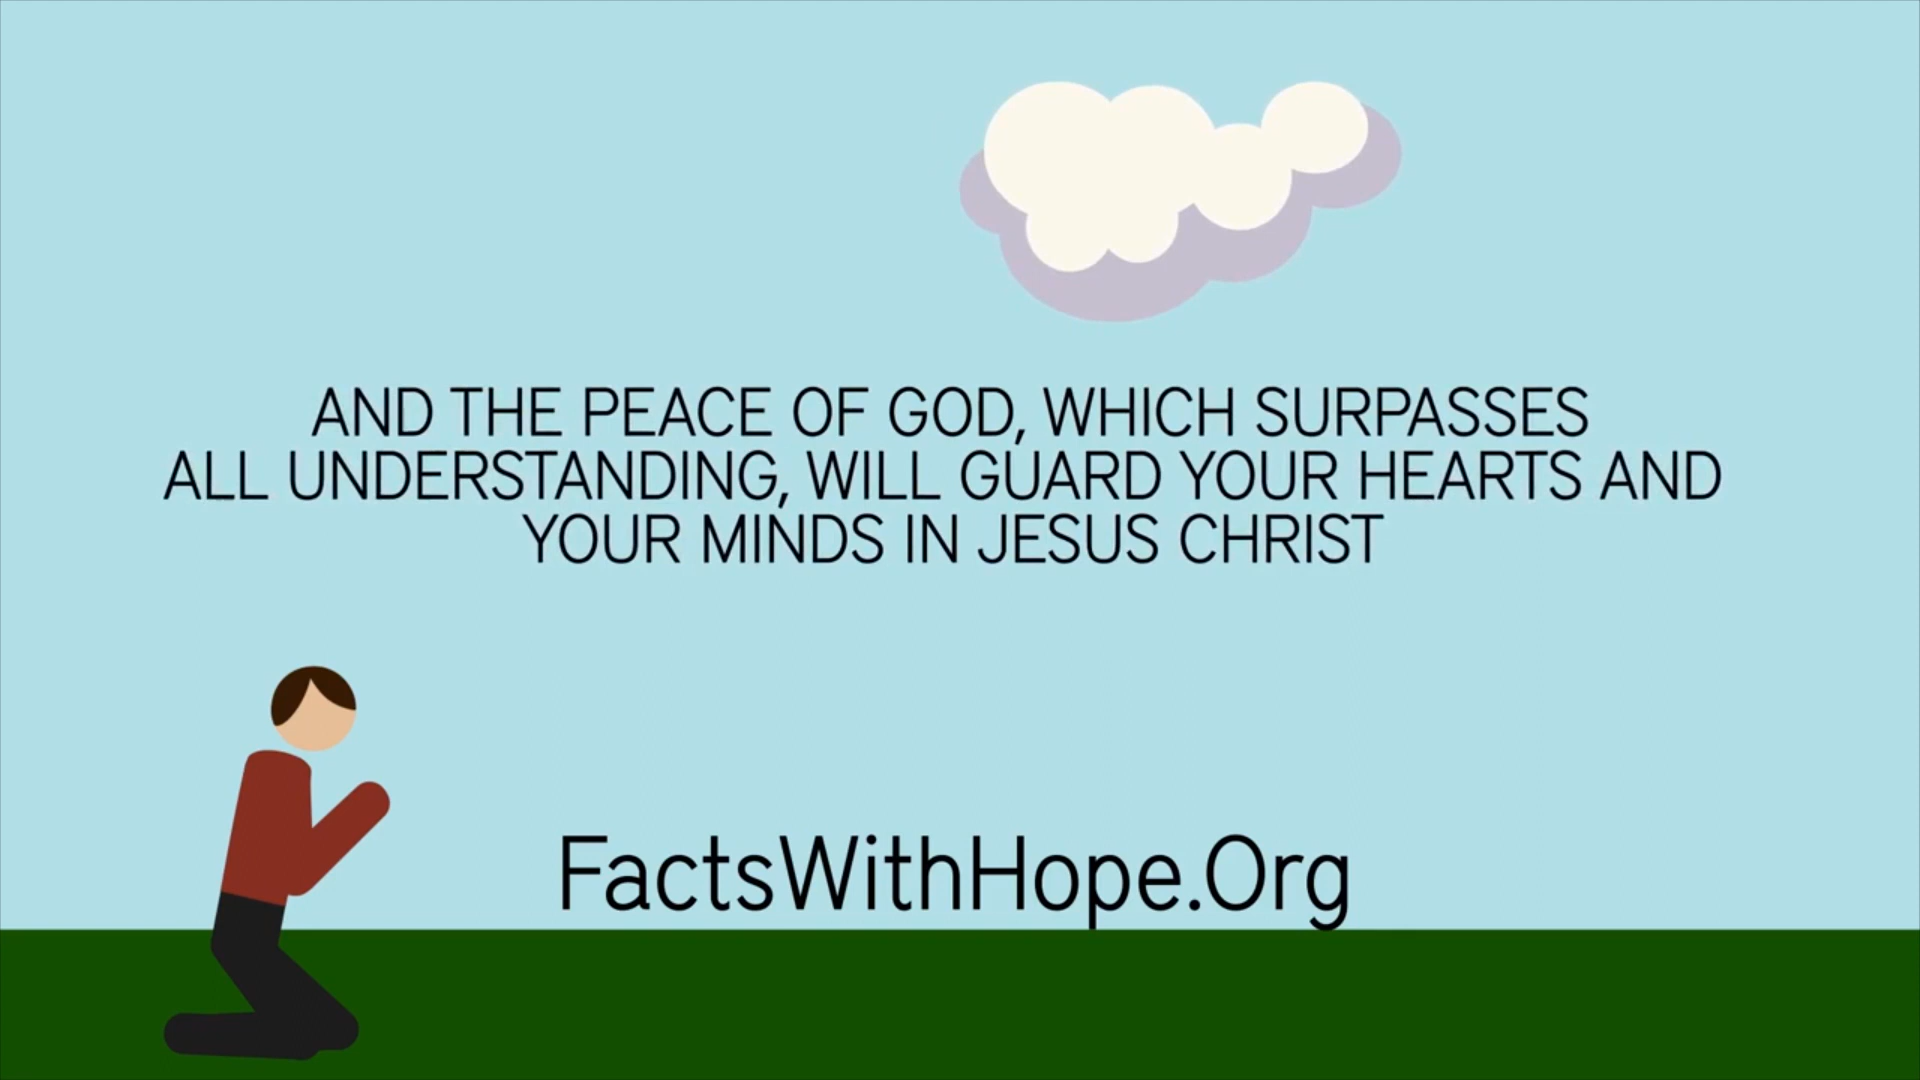 AND THE PEACE OF GOD, WHICH SURPASSES
ALL UNDERSTANDING, WILL GUARD YOUR HEARTS AND
YOUR MINDS IN JESUS CHRIST
FactsWithHope.Org